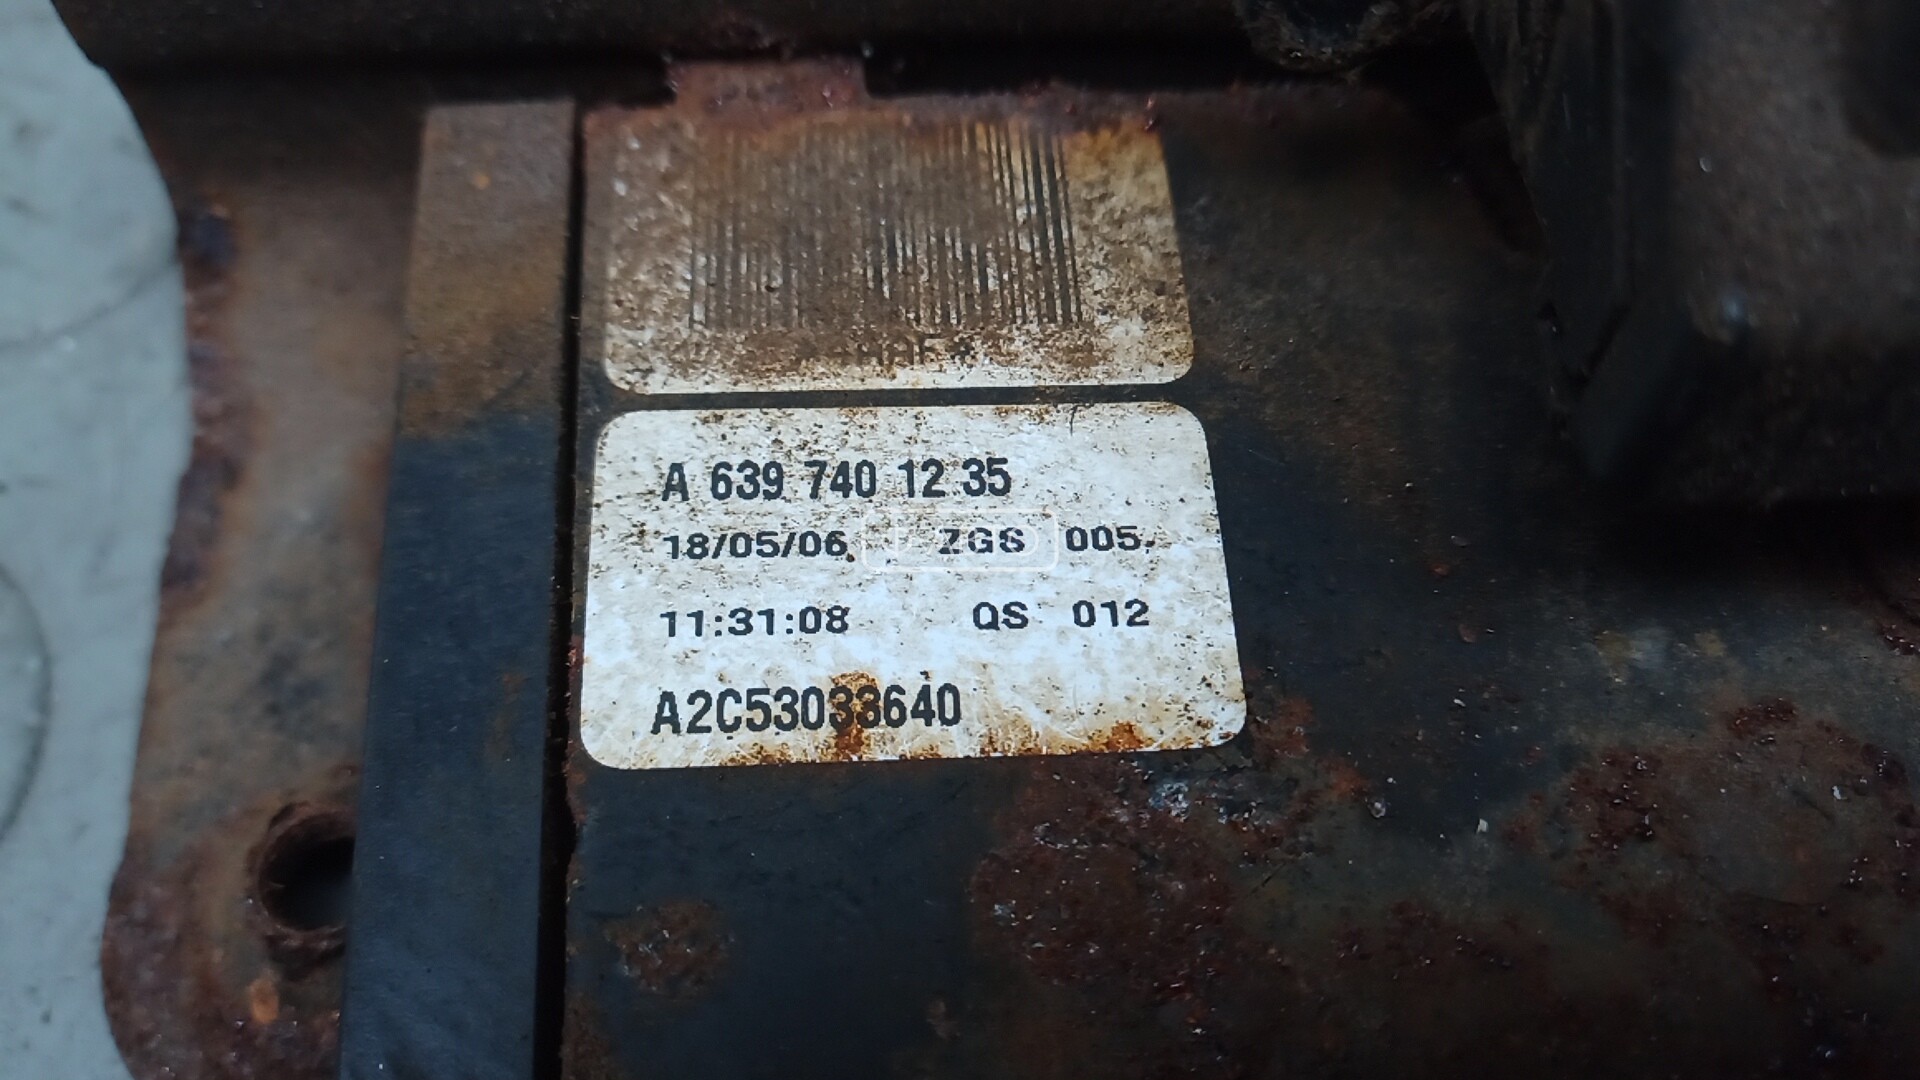 A 639 740 12 35
18/05/06 ZGS 005.
11:31:08 QS 012
A2C53033640